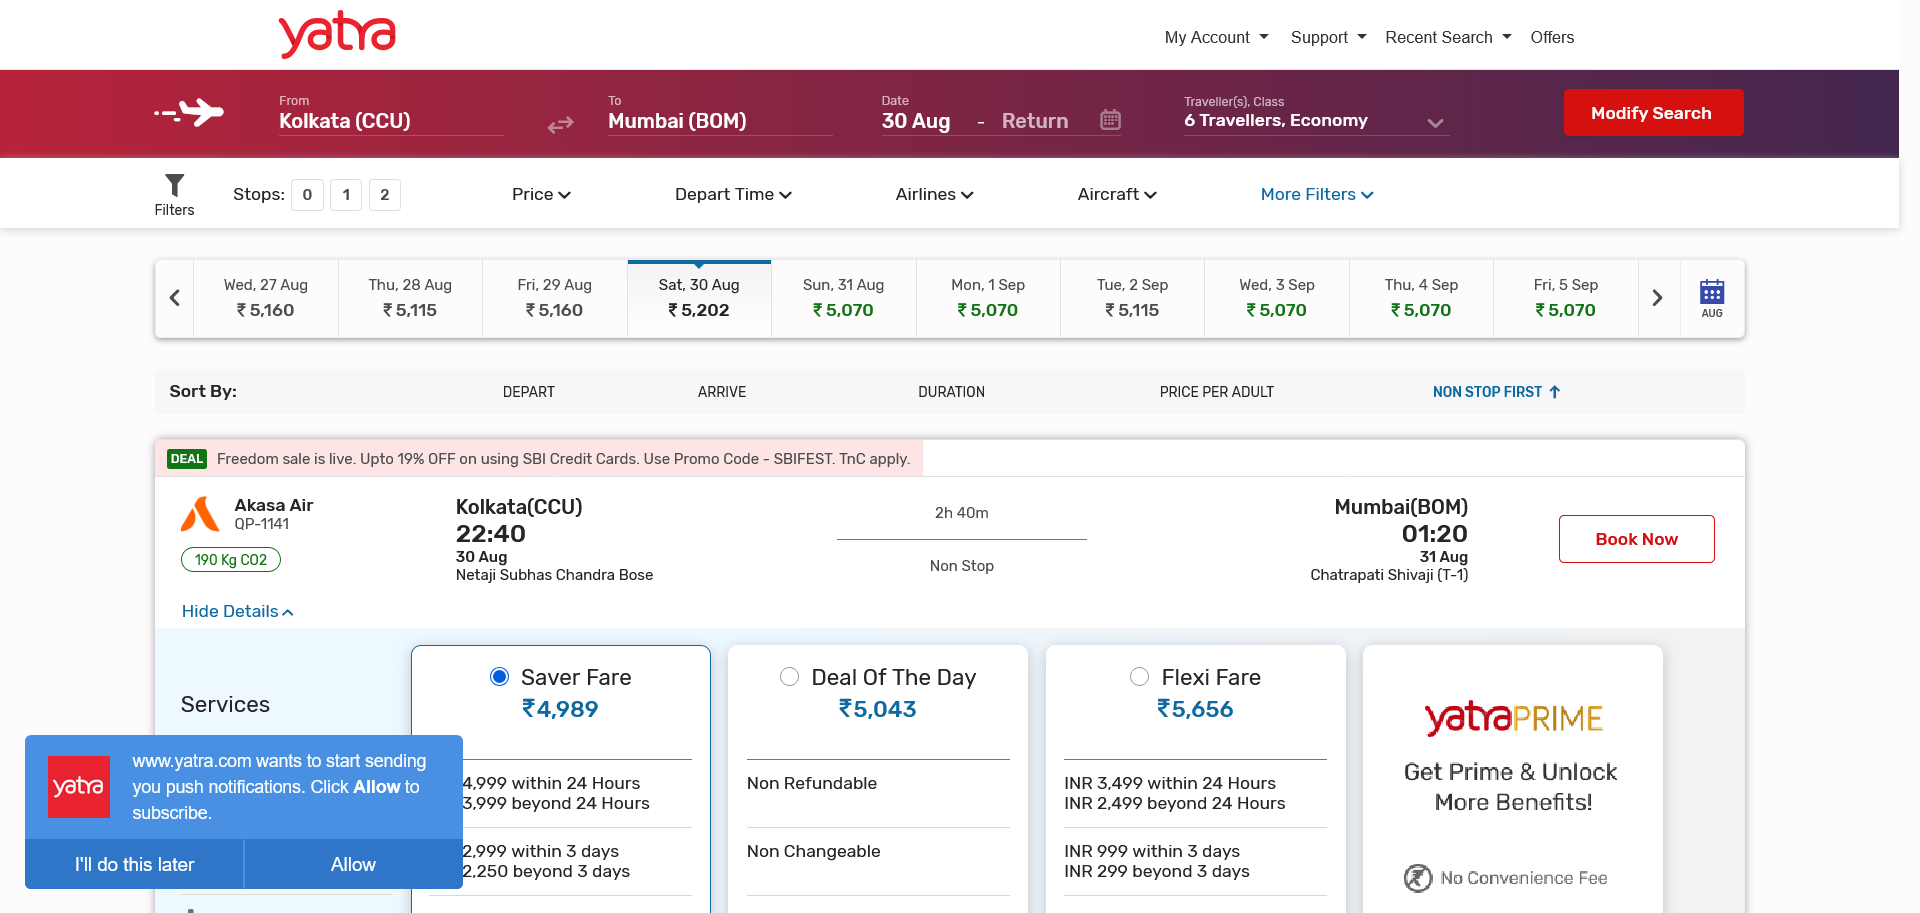 yatra
My Account
Support
Recent Search
Offers
From
Kolkata (CCU)
To
Mumbai (BOM)
Date
30 Aug - Return
Traveller(s), Class
6 Travellers, Economy
Modify Search
Filters
Stops: 0 1 2
Price
Depart Time
Airlines
Aircraft
More Filters
Wed, 27 Aug
₹ 5,160
Thu, 28 Aug
₹ 5,115
Fri, 29 Aug
₹ 5,160
Sat, 30 Aug
₹ 5,202
Sun, 31 Aug
₹ 5,070
Mon, 1 Sep
₹ 5,070
Tue, 2 Sep
₹ 5,115
Wed, 3 Sep
₹ 5,070
Thu, 4 Sep
₹ 5,070
Fri, 5 Sep
₹ 5,070
AUG
Sort By:
DEPART
ARRIVE
DURATION
PRICE PER ADULT
NON STOP FIRST
DEAL Freedom sale is live. Upto 19% OFF on using SBI Credit Cards. Use Promo Code - SBIFEST. TnC apply.
Akasa Air
QP-1141
190 Kg CO2
Kolkata(CCU)
22:40
30 Aug
Netaji Subhas Chandra Bose
2h 40m
Non Stop
Mumbai(BOM)
01:20
31 Aug
Chatrapati Shivaji (T-1)
Book Now
Hide Details
Services
Saver Fare
₹4,989
4,999 within 24 Hours
3,999 beyond 24 Hours
2,999 within 3 days
2,250 beyond 3 days
Deal Of The Day
₹5,043
Non Refundable
Non Changeable
Flexi Fare
₹5,656
INR 3,499 within 24 Hours
INR 2,499 beyond 24 Hours
INR 999 within 3 days
INR 299 beyond 3 days
yatraPRIME
Get Prime & Unlock
More Benefits!
No Convenience Fee
yatra
www.yatra.com wants to start sending
you push notifications. Click Allow to
subscribe.
I'll do this later
Allow